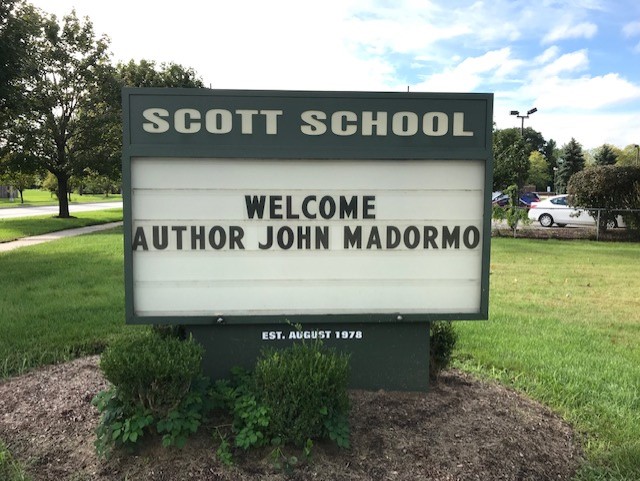 SCOTT SCHOOL
WELCOME
AUTHOR JOHN MADORMO
EST. AUGUST 1978